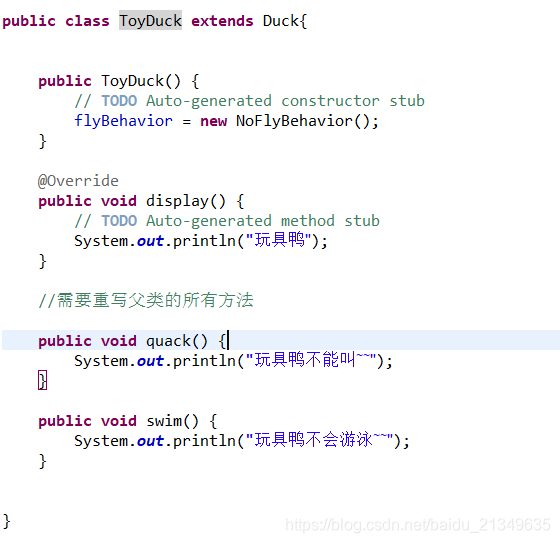 public class ToyDuck extends Duck{
public ToyDuck() {
// TODO Auto-generated constructor stub
flyBehavior = new NoFlyBehavior();
}
@Override
public void display() {
// TODO Auto-generated method stub
System.out.println("玩具鸭");
}
//需要重写父类的所有方法
public void quack() {
System.out.println("玩具鸭不能叫~~");
}
public void swim() {
System.out.println("玩具鸭不会游泳~~");
}
}
https://blog.csdn.net/baidu_21349635